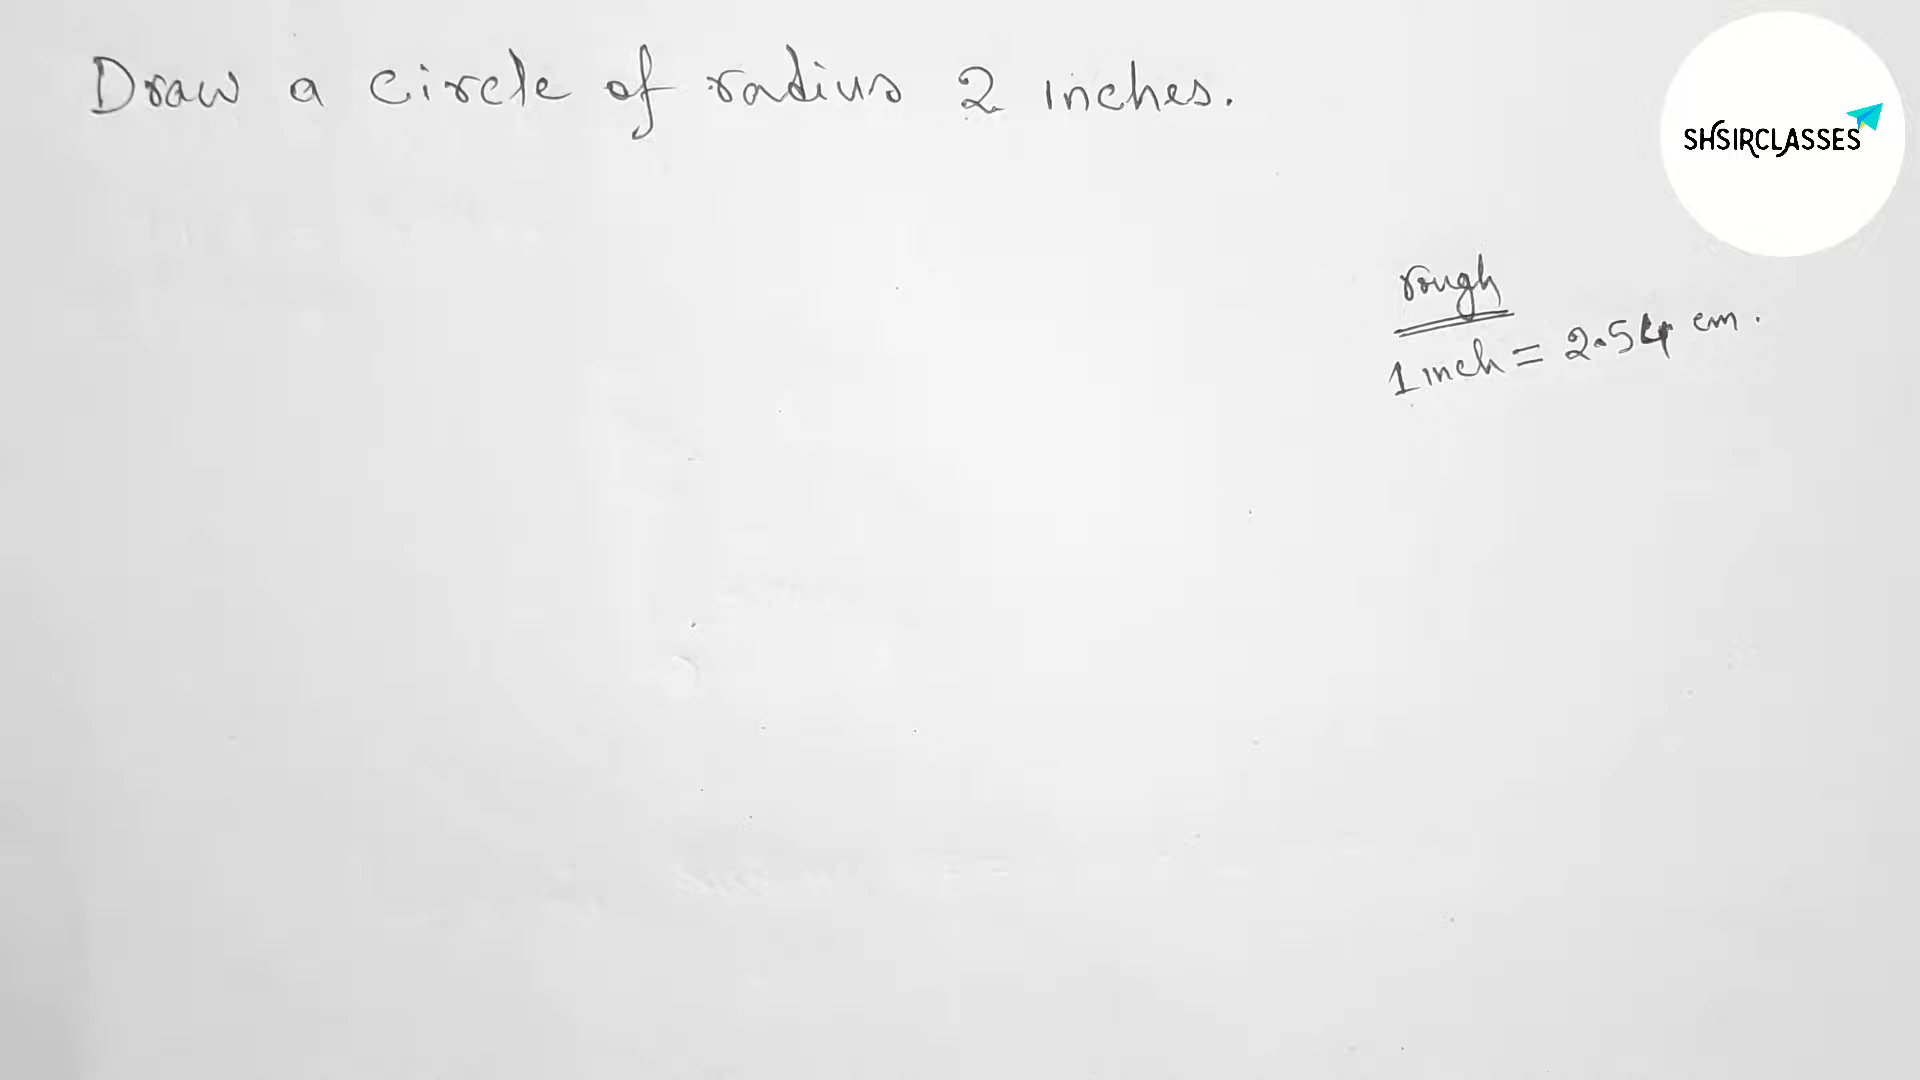 Draw a circle of radius 2 inches.
SHSIRCLASSES
rough
1 inch = 2.54 cm.